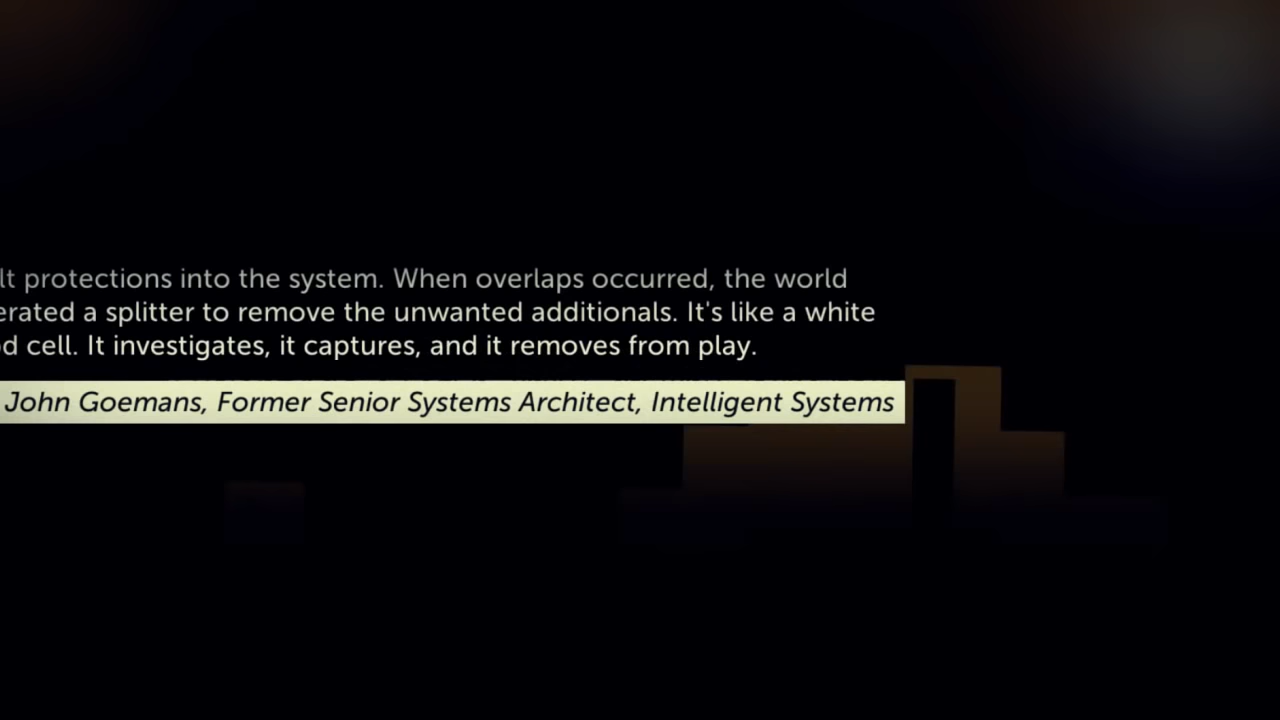 lt protections into the system. When overlaps occurred, the world
erated a splitter to remove the unwanted additionals. It's like a white
d cell. It investigates, it captures, and it removes from play.
John Goemans, Former Senior Systems Architect, Intelligent Systems